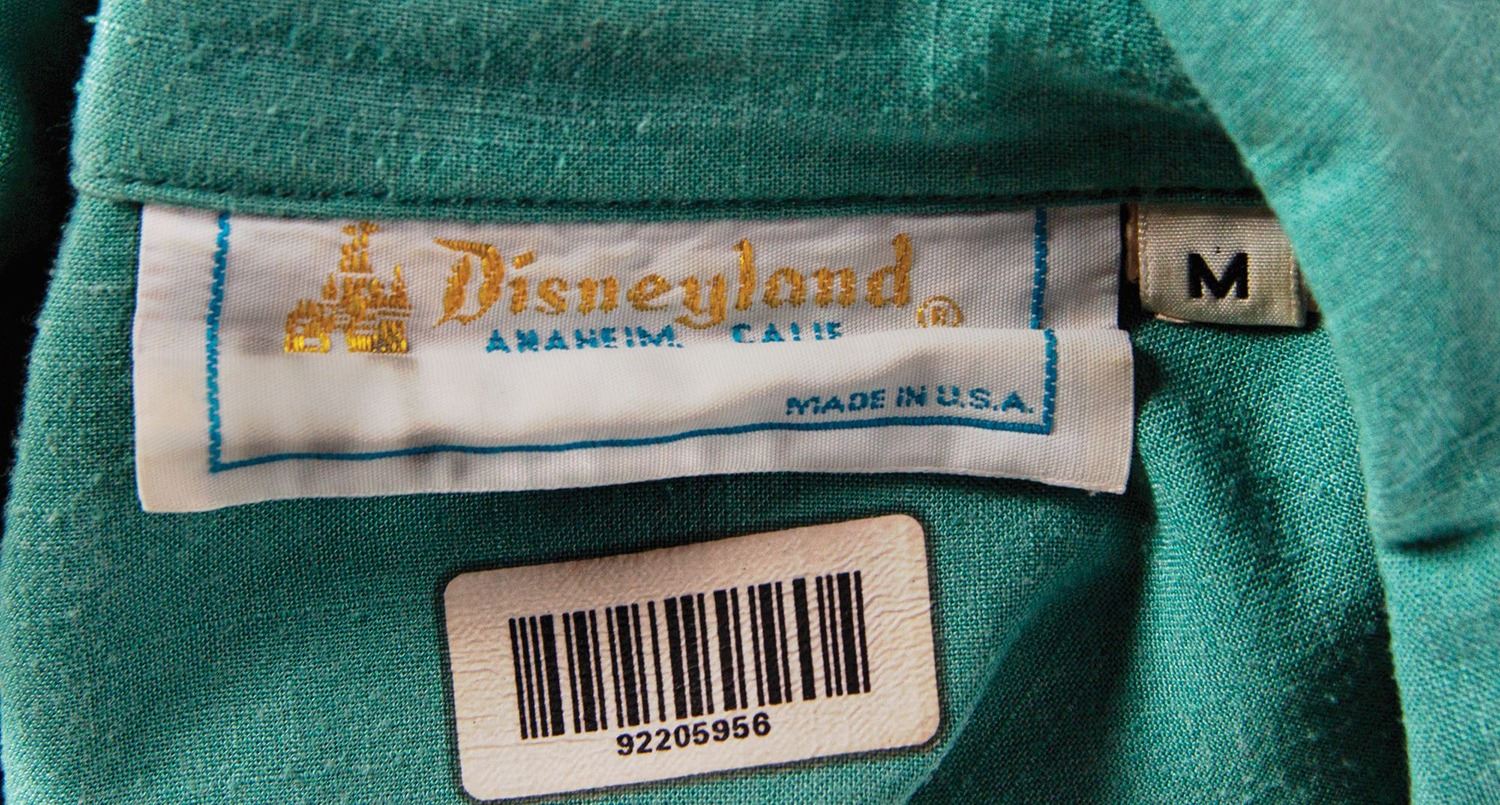 Disneyland ®
ANAHEIM, CALIF
MADE IN U.S.A.
M
92205956